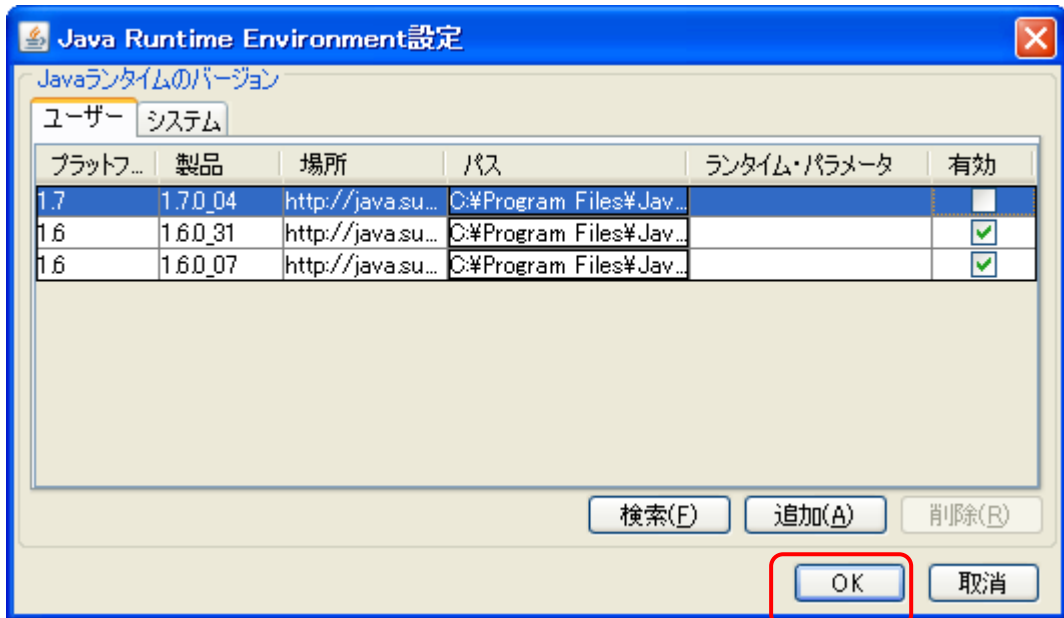 Java Runtime Environment設定
Javaランタイムのバージョン
ユーザー システム
プラットフ... 製品 場所 パス ランタイム・パラメータ 有効
1.7 1.7.0_04 http://java.su... C:¥Program Files¥Jav...
1.6 1.6.0_31 http://java.su... C:¥Program Files¥Jav...
1.6 1.6.0_07 http://java.su... C:¥Program Files¥Jav...
検索(F) 追加(A) 削除(R)
OK 取消